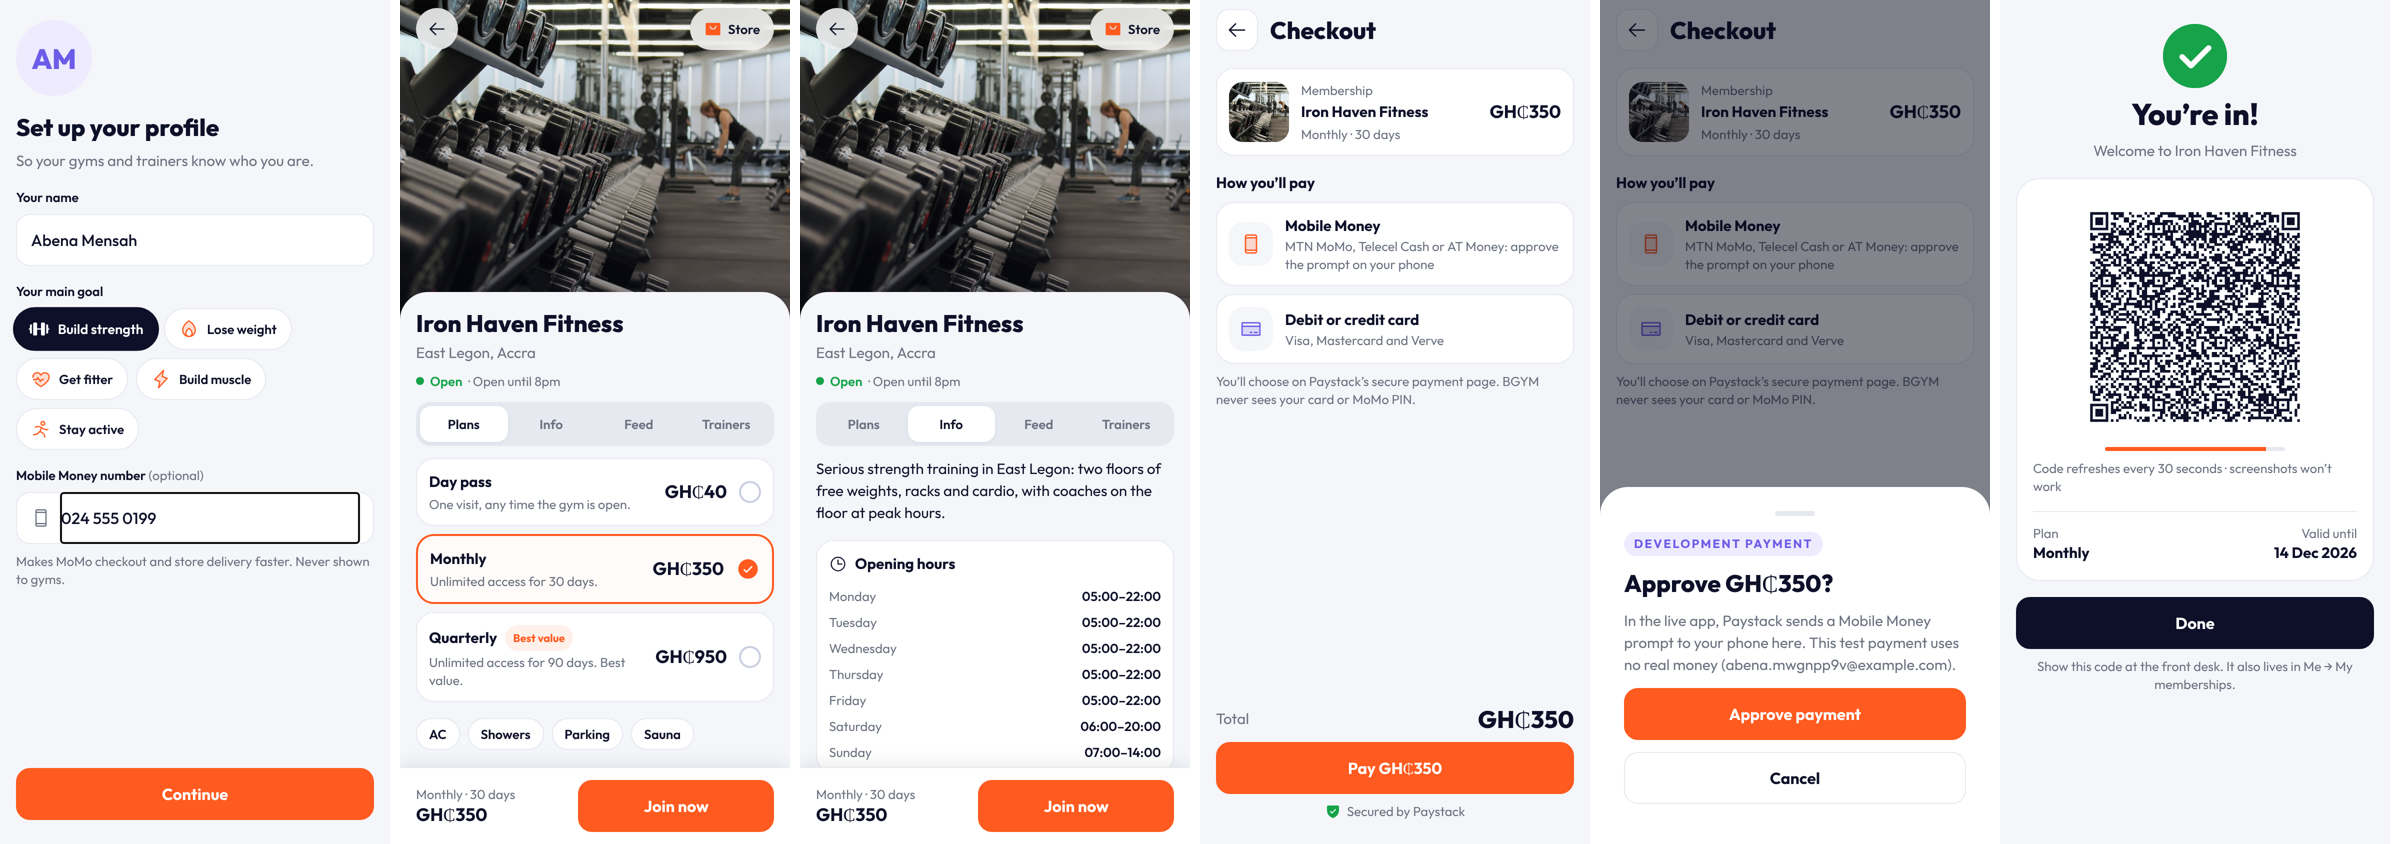 AM
Set up your profile
So your gyms and trainers know who you are.
Your name
Abena Mensah
Your main goal
Build strength
Lose weight
Get fitter
Build muscle
Stay active
Mobile Money number (optional)
024 555 0199
Makes MoMo checkout and store delivery faster. Never shown
to gyms.
Continue
Store
Iron Haven Fitness
East Legon, Accra
Open · Open until 8pm
Plans Info Feed Trainers
Day pass
One visit, any time the gym is open.
GH₵40
Monthly
Unlimited access for 30 days.
GH₵350
Quarterly Best value
Unlimited access for 90 days. Best
value.
GH₵950
AC Showers Parking Sauna
Monthly · 30 days
GH₵350
Join now
Store
Iron Haven Fitness
East Legon, Accra
Open · Open until 8pm
Plans Info Feed Trainers
Serious strength training in East Legon: two floors of
free weights, racks and cardio, with coaches on the
floor at peak hours.
Opening hours
Monday 05:00–22:00
Tuesday 05:00–22:00
Wednesday 05:00–22:00
Thursday 05:00–22:00
Friday 05:00–22:00
Saturday 06:00–20:00
Sunday 07:00–14:00
Monthly · 30 days
GH₵350
Join now
Checkout
Membership
Iron Haven Fitness
Monthly · 30 days
GH₵350
How you’ll pay
Mobile Money
MTN MoMo, Telecel Cash or AT Money: approve
the prompt on your phone
Debit or credit card
Visa, Mastercard and Verve
You’ll choose on Paystack’s secure payment page. BGYM
never sees your card or MoMo PIN.
Total GH₵350
Pay GH₵350
Secured by Paystack
Checkout
Membership
Iron Haven Fitness
Monthly · 30 days
GH₵350
How you’ll pay
Mobile Money
MTN MoMo, Telecel Cash or AT Money: approve
the prompt on your phone
Debit or credit card
Visa, Mastercard and Verve
You’ll choose on Paystack’s secure payment page. BGYM
never sees your card or MoMo PIN.
DEVELOPMENT PAYMENT
Approve GH₵350?
In the live app, Paystack sends a Mobile Money
prompt to your phone here. This test payment uses
no real money (abena.mwgnpp9v@example.com).
Approve payment
Cancel
You’re in!
Welcome to Iron Haven Fitness
Code refreshes every 30 seconds · screenshots won’t
work
Plan Valid until
Monthly 14 Dec 2026
Done
Show this code at the front desk. It also lives in Me → My
memberships.